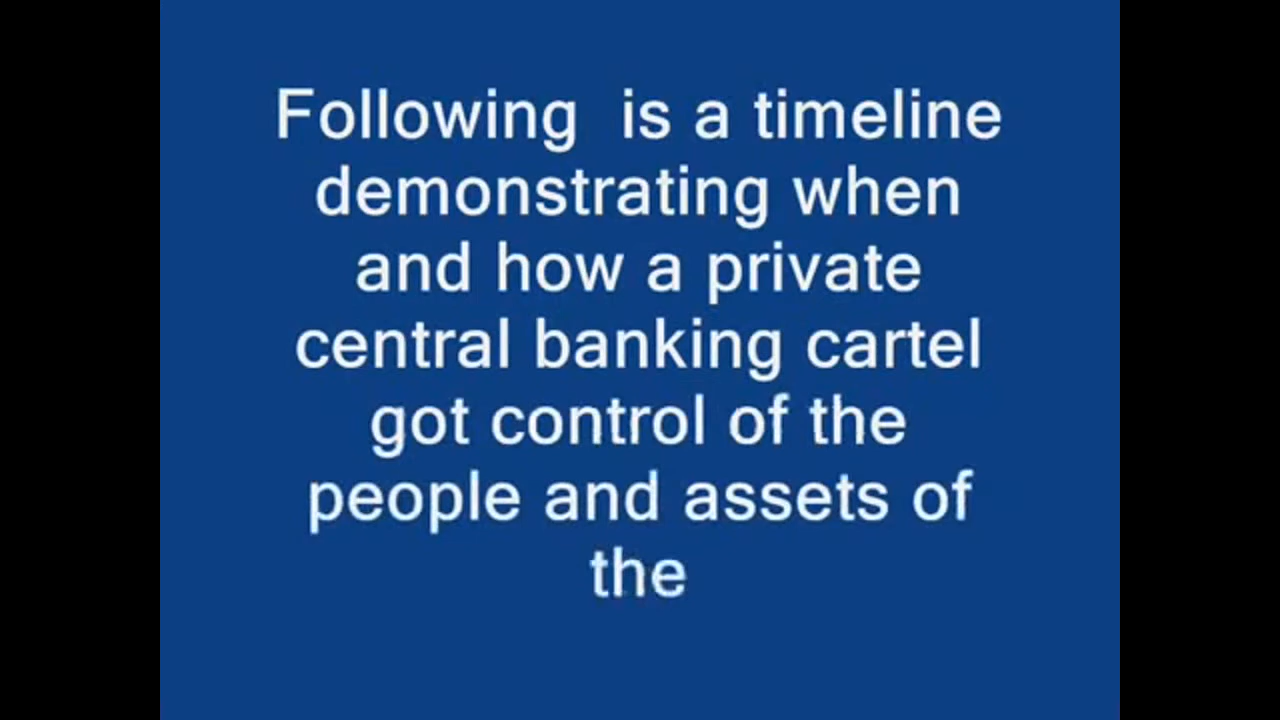 Following  is a timeline
demonstrating when
and how a private
central banking cartel
got control of the
people and assets of
the